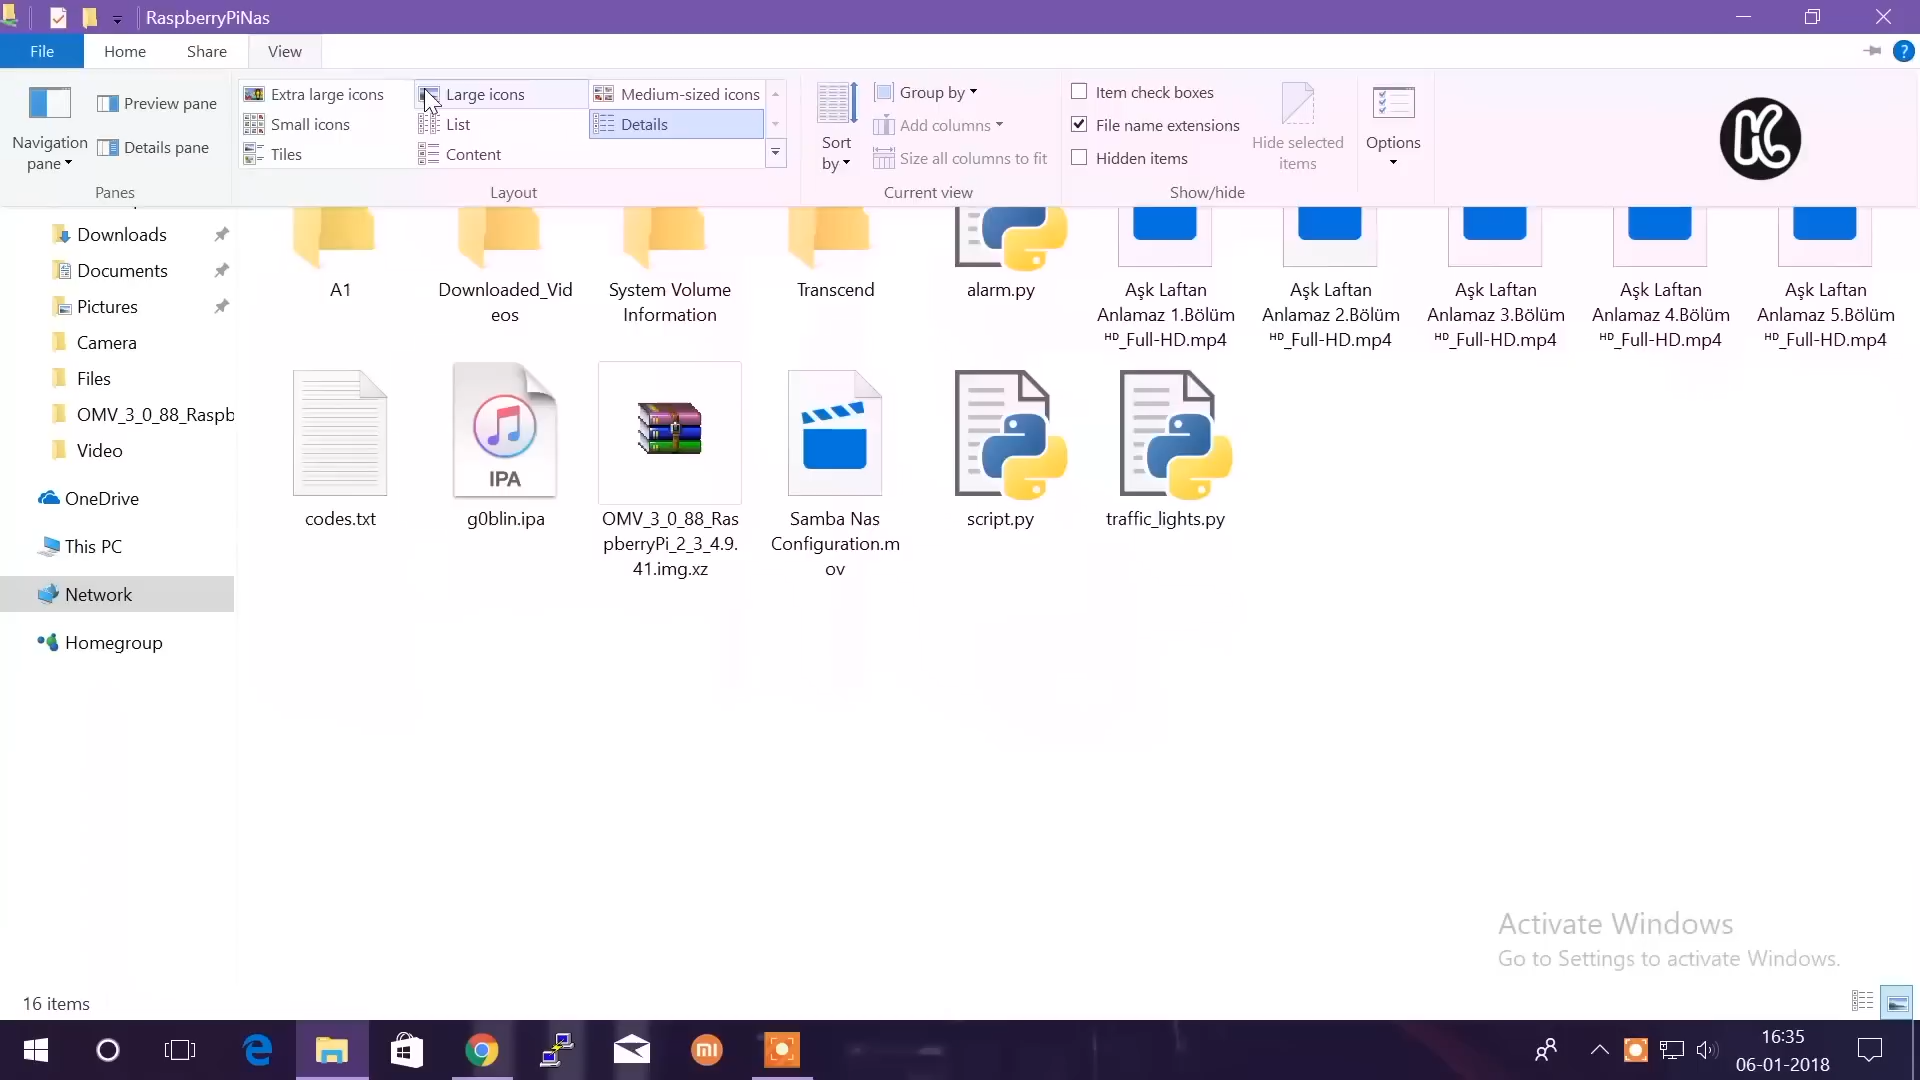 RaspberryPiNas
File
Home
Share
View
Navigation
pane
Preview pane
Details pane
Panes
Extra large icons
Large icons
Medium-sized icons
Small icons
List
Details
Tiles
Content
Layout
Sort
by
Group by
Add columns
Size all columns to fit
Current view
Item check boxes
File name extensions
Hidden items
Hide selected
items
Show/hide
Options
Downloads
Documents
Pictures
Camera
Files
OMV_3_0_88_Raspb
Video
OneDrive
This PC
Network
Homegroup
A1
Downloaded_Vid
eos
System Volume
Information
Transcend
alarm.py
Aşk Laftan
Anlamaz 1.Bölüm
ᴴᴰ_Full-HD.mp4
Aşk Laftan
Anlamaz 2.Bölüm
ᴴᴰ_Full-HD.mp4
Aşk Laftan
Anlamaz 3.Bölüm
ᴴᴰ_Full-HD.mp4
Aşk Laftan
Anlamaz 4.Bölüm
ᴴᴰ_Full-HD.mp4
Aşk Laftan
Anlamaz 5.Bölüm
ᴴᴰ_Full-HD.mp4
codes.txt
IPA
g0blin.ipa
OMV_3_0_88_Ras
pberryPi_2_3_4.9.
41.img.xz
Samba Nas
Configuration.m
ov
script.py
traffic_lights.py
Activate Windows
Go to Settings to activate Windows.
16 items
16:35
06-01-2018